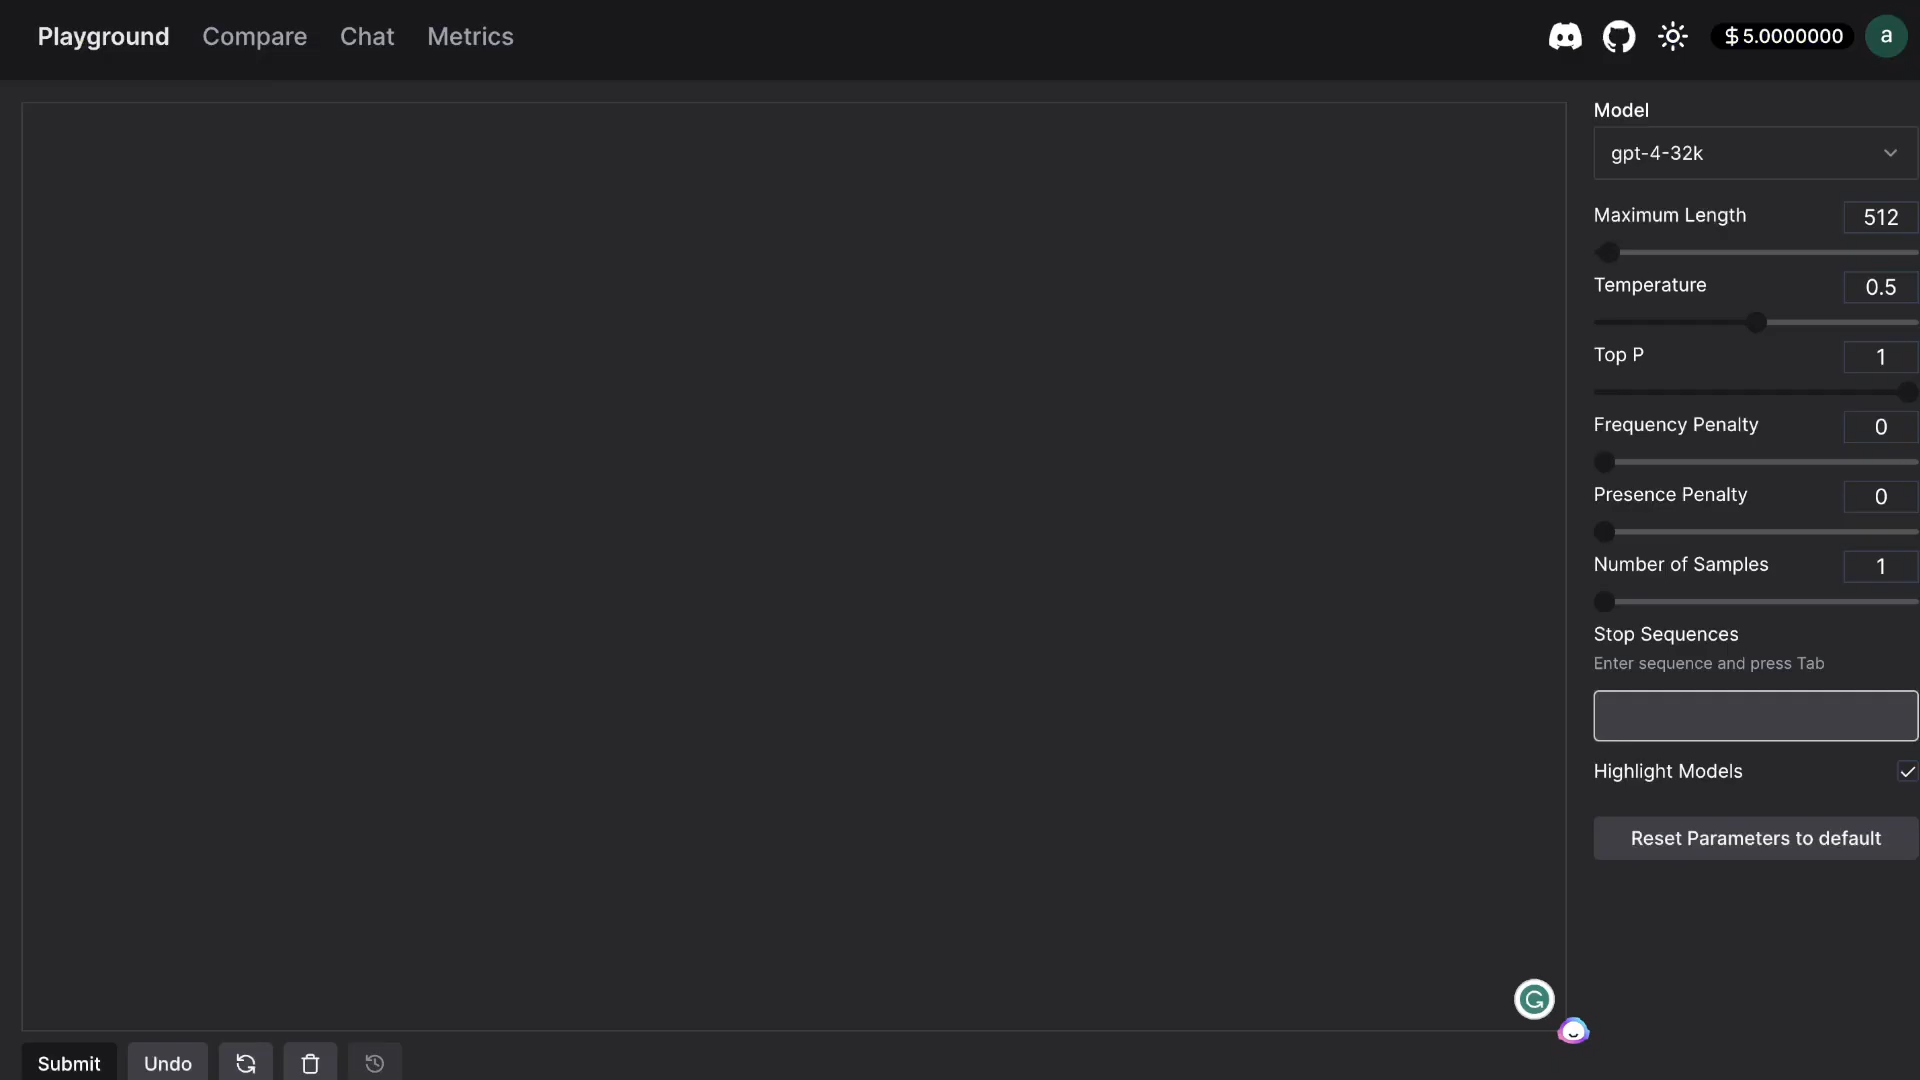 Playground Compare Chat Metrics $5.0000000 a
Model
gpt-4-32k
Maximum Length 512
Temperature 0.5
Top P 1
Frequency Penalty 0
Presence Penalty 0
Number of Samples 1
Stop Sequences
Enter sequence and press Tab
Highlight Models
Reset Parameters to default
Submit Undo